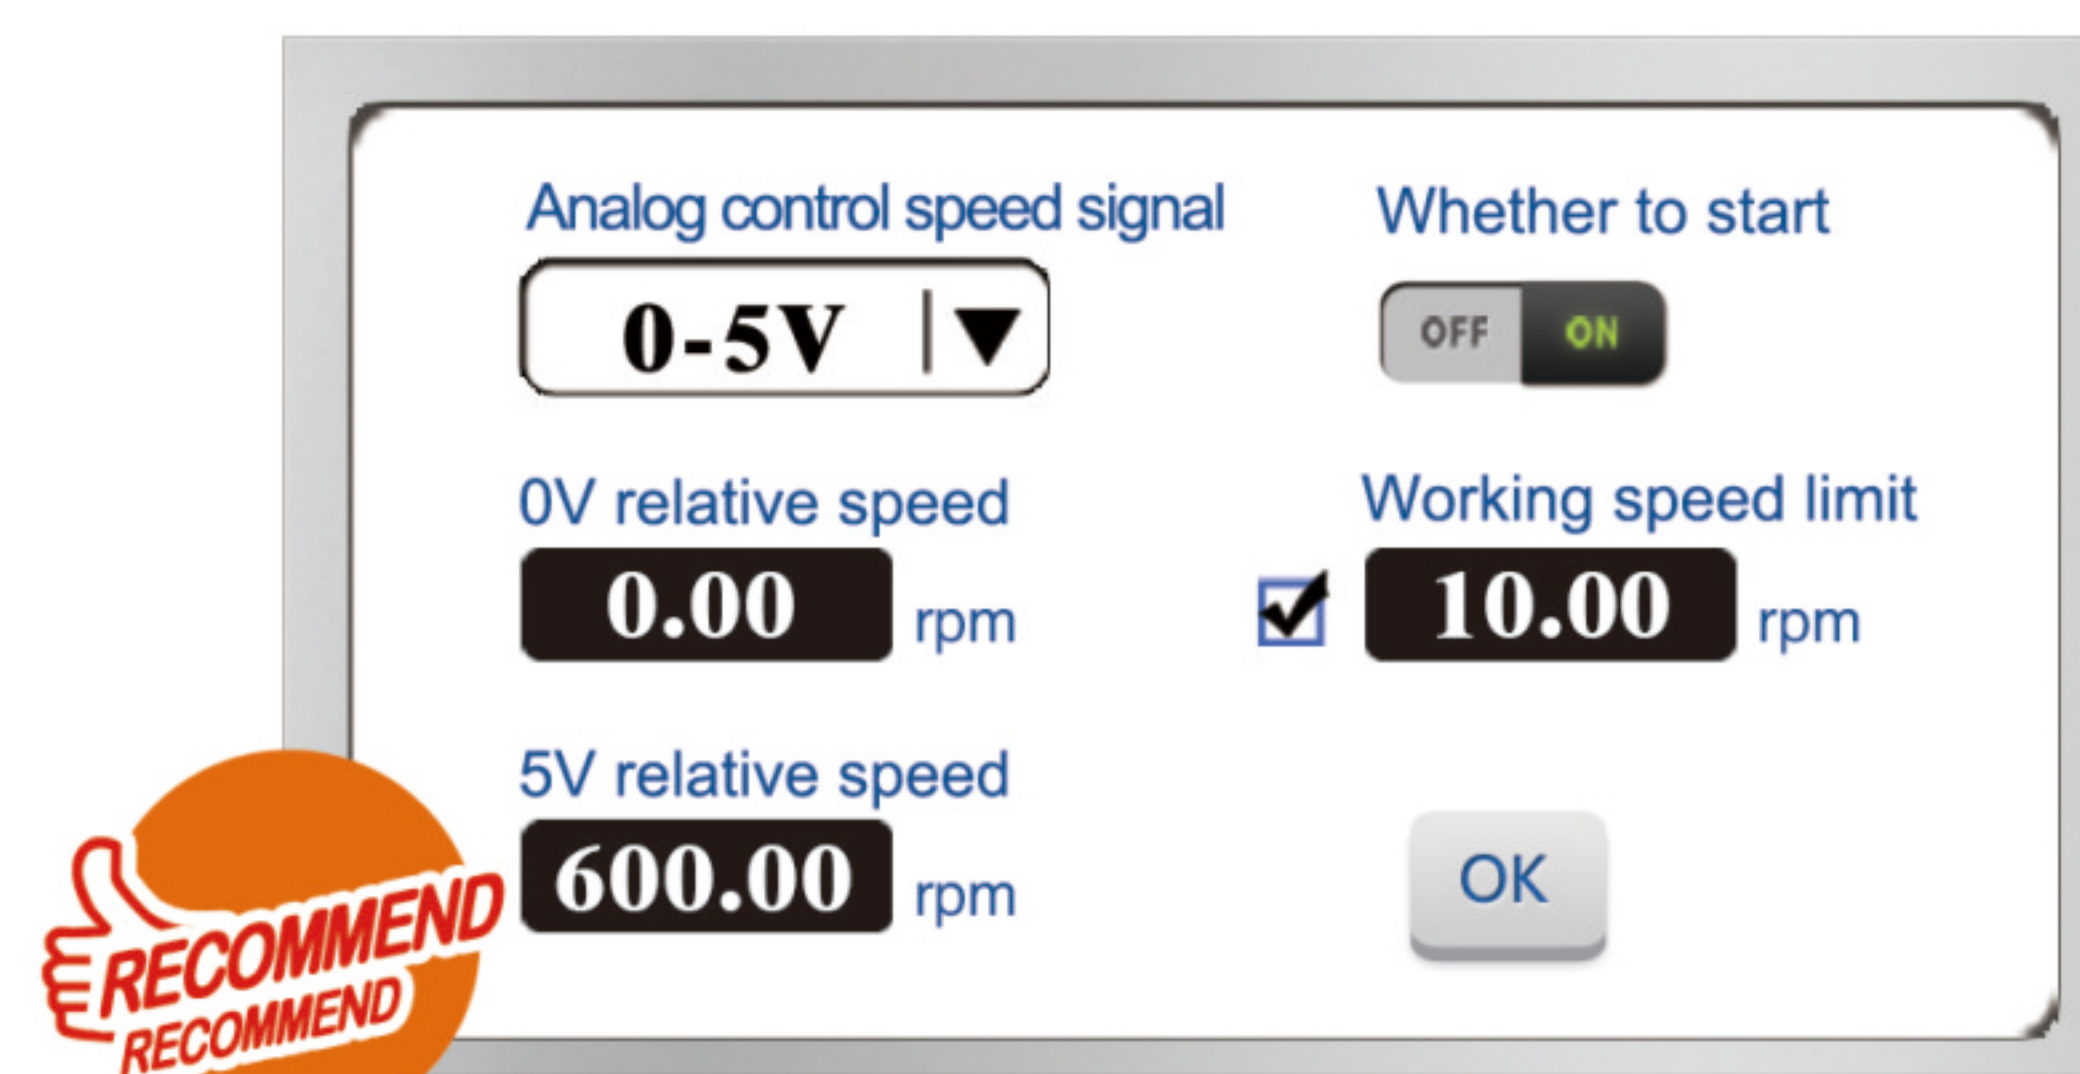 Analog control speed signal
Whether to start
0-5V
OFF ON
0V relative speed
Working speed limit
0.00 rpm
10.00 rpm
5V relative speed
600.00 rpm
OK
RECOMMEND
RECOMMEND